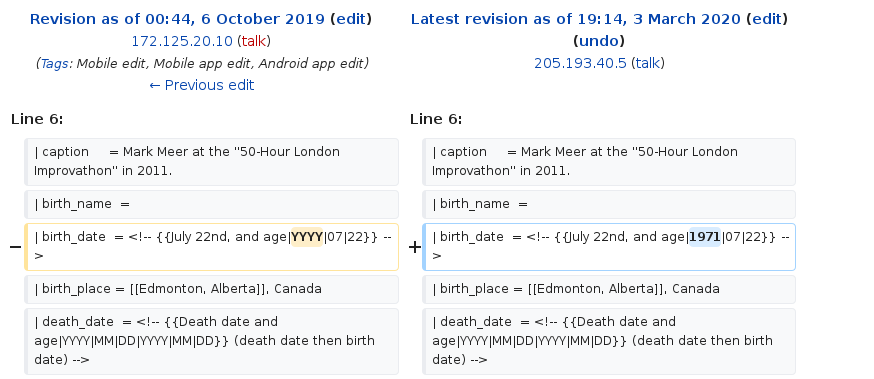 Revision as of 00:44, 6 October 2019 (edit)
172.125.20.10 (talk)
(Tags: Mobile edit, Mobile app edit, Android app edit)
← Previous edit
Latest revision as of 19:14, 3 March 2020 (edit)
(undo)
205.193.40.5 (talk)
Line 6:
| caption     = Mark Meer at the "50-Hour London
Improvathon" in 2011.
| birth_name  =
− | birth_date  = <!-- {{July 22nd, and age|YYYY|07|22}} --
>
| birth_place = [[Edmonton, Alberta]], Canada
| death_date  = <!-- {{Death date and
age|YYYY|MM|DD|YYYY|MM|DD}} (death date then birth
date) -->
Line 6:
| caption     = Mark Meer at the "50-Hour London
Improvathon" in 2011.
| birth_name  =
+ | birth_date  = <!-- {{July 22nd, and age|1971|07|22}} --
>
| birth_place = [[Edmonton, Alberta]], Canada
| death_date  = <!-- {{Death date and
age|YYYY|MM|DD|YYYY|MM|DD}} (death date then birth
date) -->